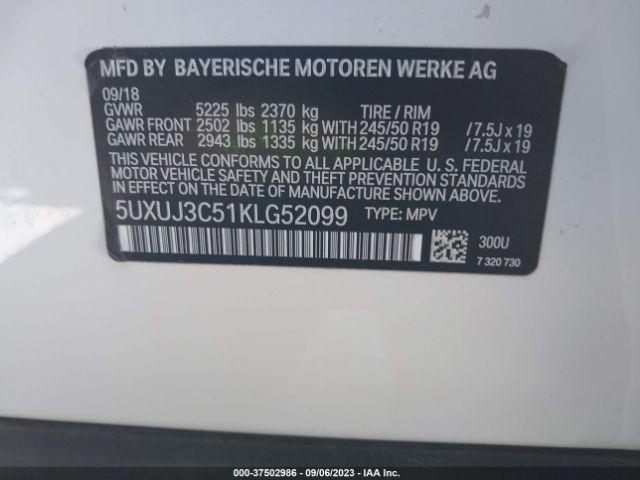 MFD BY BAYERISCHE MOTOREN WERKE AG
09/18
GVWR 5225 lbs 2370 kg TIRE / RIM
GAWR FRONT 2502 lbs 1135 kg WITH 245/50 R19 / 7.5J x 19
GAWR REAR 2943 lbs 1335 kg WITH 245/50 R19 / 7.5J x 19
THIS VEHICLE CONFORMS TO ALL APPLICABLE U. S. FEDERAL
MOTOR VEHICLE SAFETY AND THEFT PREVENTION STANDARDS
IN EFFECT ON THE DATE OF MANUFACTURE SHOWN ABOVE.
5UXUJ3C51KLG52099 TYPE: MPV
300U
7 320 730
000-37502986 - 09/06/2023 - IAA Inc.